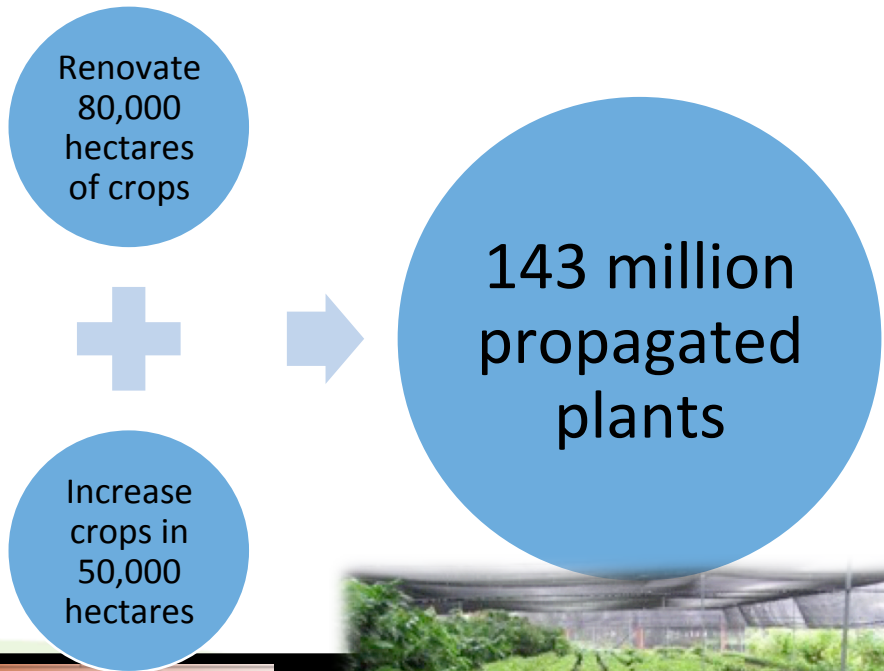 Renovate
80,000
hectares
of crops
Increase
crops in
50,000
hectares
143 million
propagated
plants